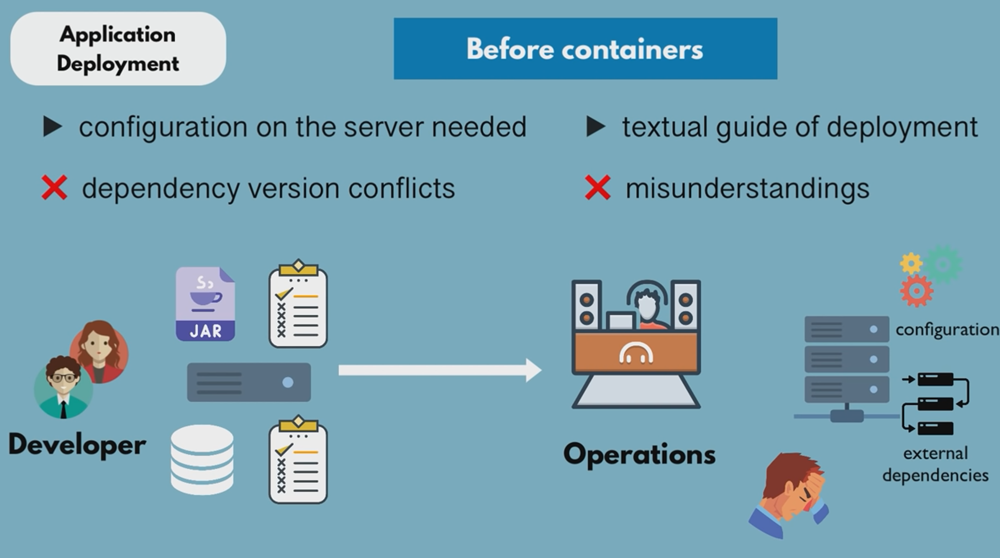 Application
Deployment
Before containers
configuration on the server needed
textual guide of deployment
dependency version conflicts
misunderstandings
JAR
configuration
Developer
Operations
external
dependencies